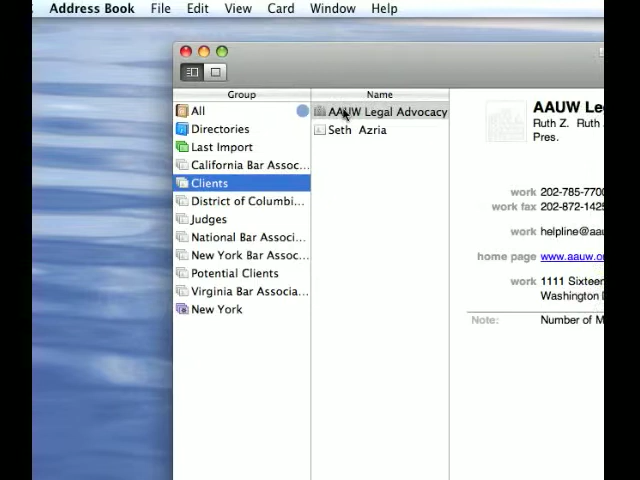 Address Book File Edit View Card Window Help
Group Name
All
Directories
Last Import
California Bar Assoc...
Clients
District of Columbi...
Judges
National Bar Associ...
New York Bar Assoc...
Potential Clients
Virginia Bar Associa...
New York
AAUW Legal Advocacy
Seth Azria
AAUW Le
Ruth Z. Ruth
Pres.
work 202-785-7700
work fax 202-872-142
work helpline@aau
home page www.aauw.o
work 1111 Sixteen
Washington
Note: Number of M